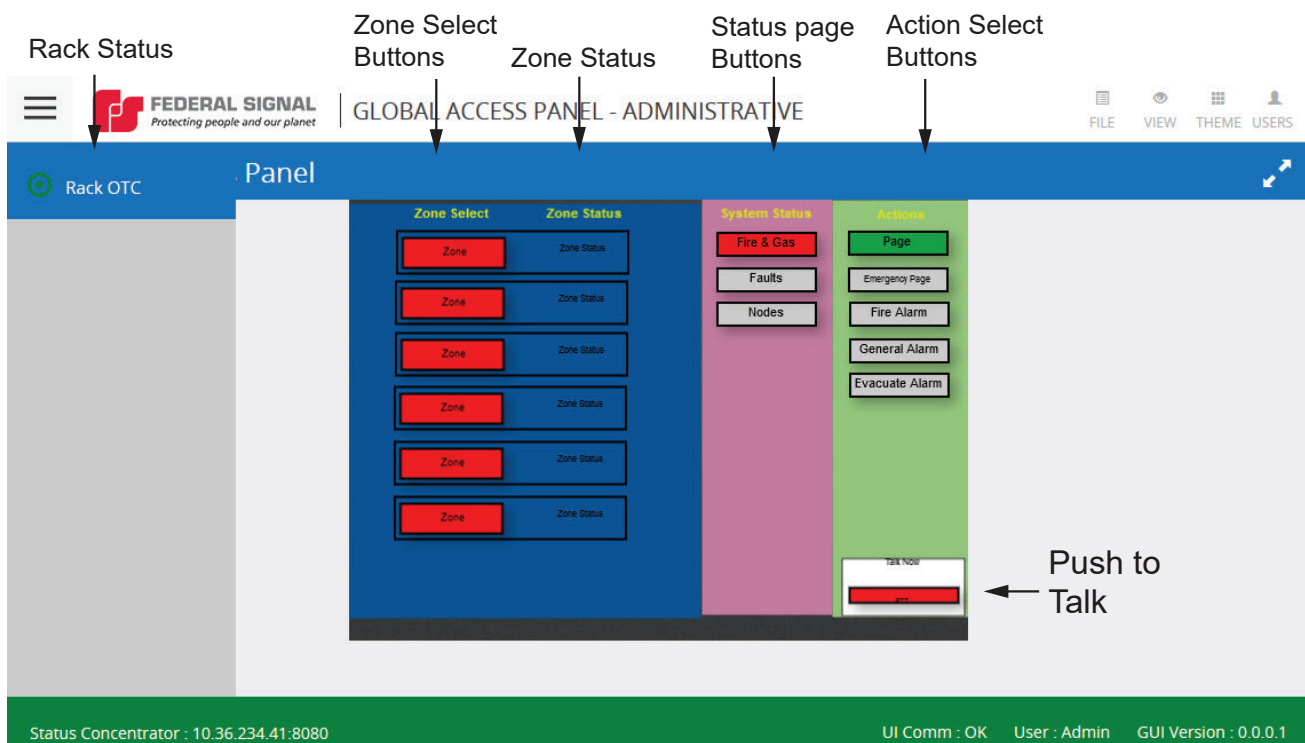 Rack Status
Zone Select
Buttons
Zone Status
Status page
Buttons
Action Select
Buttons
FEDERAL SIGNAL
Protecting people and our planet
GLOBAL ACCESS PANEL - ADMINISTRATIVE
FILE VIEW THEME USERS
Rack OTC
Panel
Zone Select Zone Status System Status Actions
Zone Zone Status Fire & Gas Page
Faults Emergency Page
Zone Zone Status Nodes Fire Alarm
Zone Zone Status General Alarm
Evacuate Alarm
Zone Zone Status
Zone Zone Status
Zone Zone Status
Talk Now
PTT
Push to
Talk
Status Concentrator : 10.36.234.41:8080 UI Comm : OK User : Admin GUI Version : 0.0.0.1